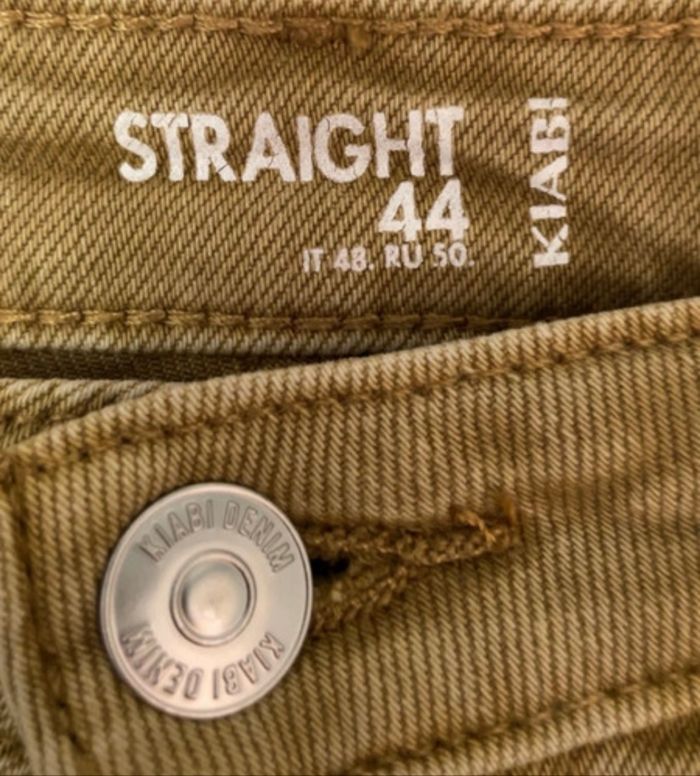 STRAIGHT
44
IT 48. RU 50.
KIABI
KIABI DENIM
KIABI DENIM